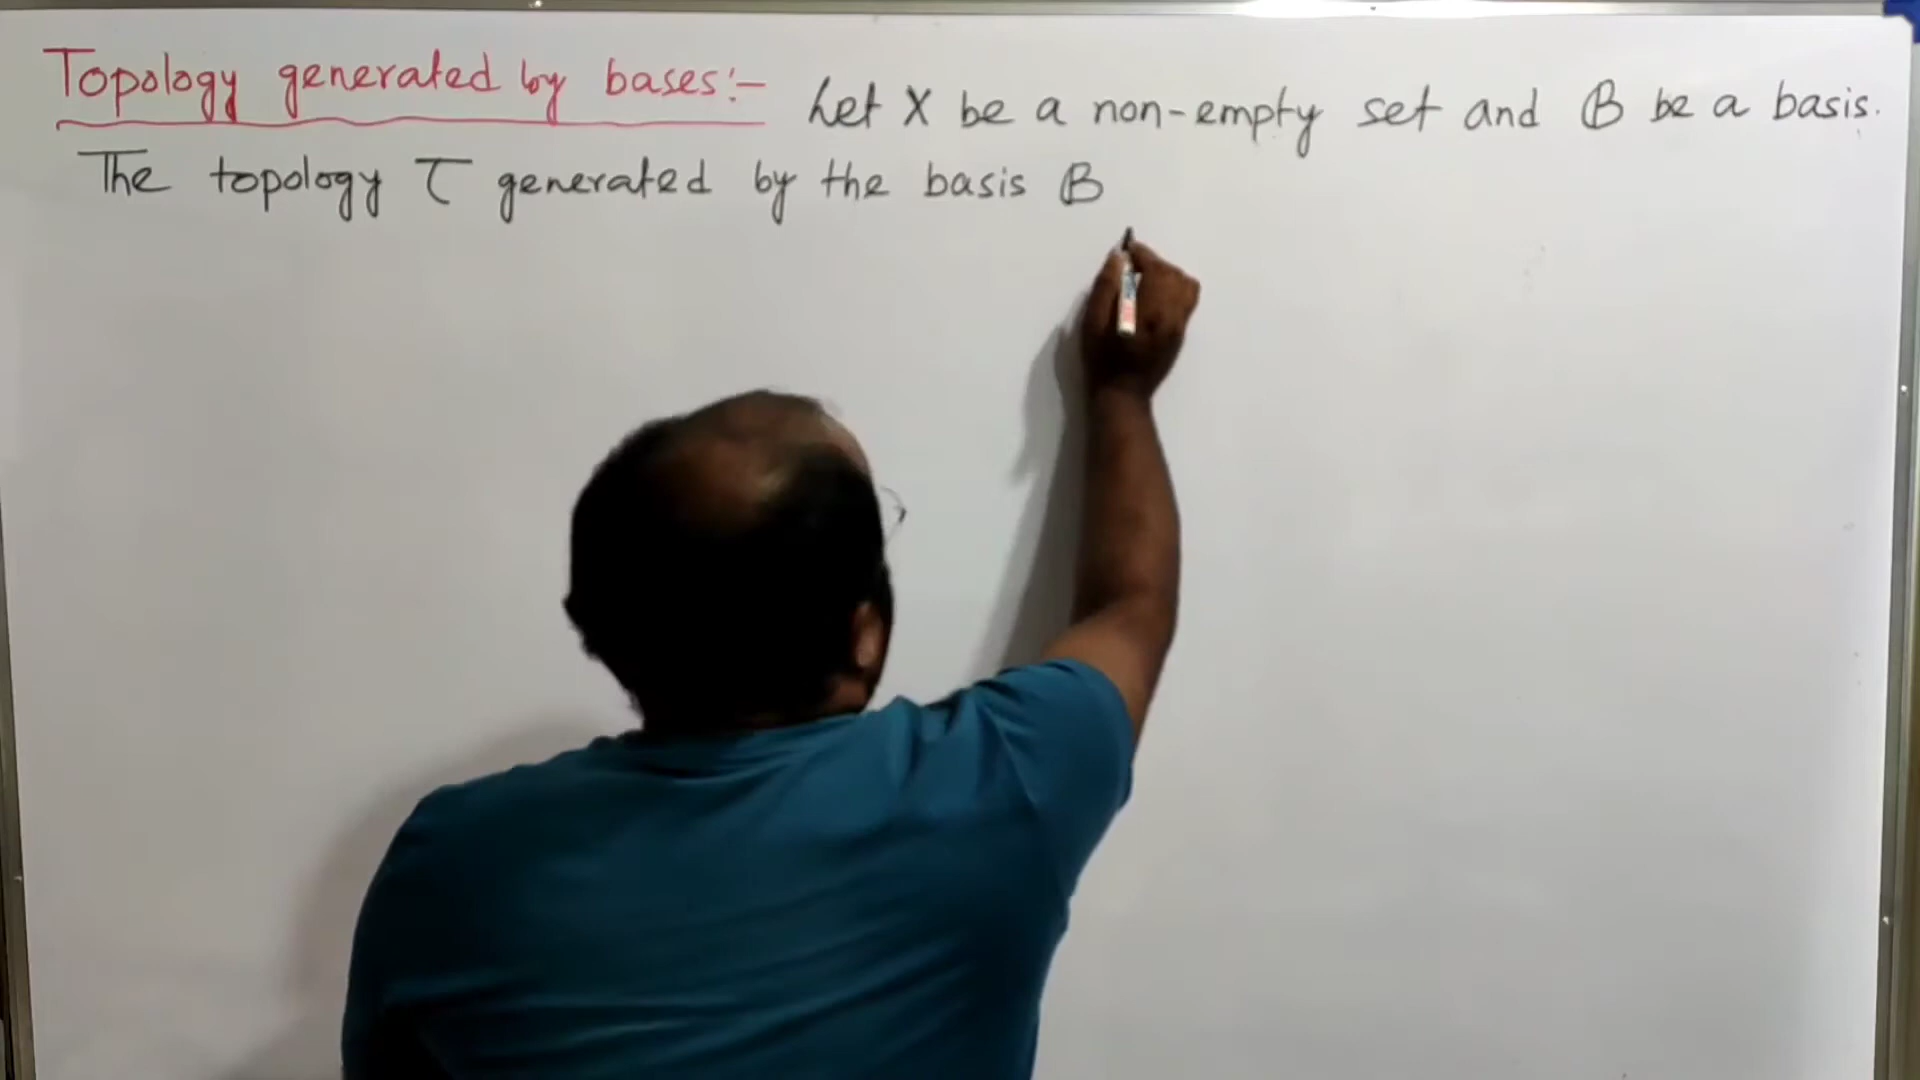 Topology generated by bases:- Let X be a non-empty set and B be a basis.
The topology τ generated by the basis B